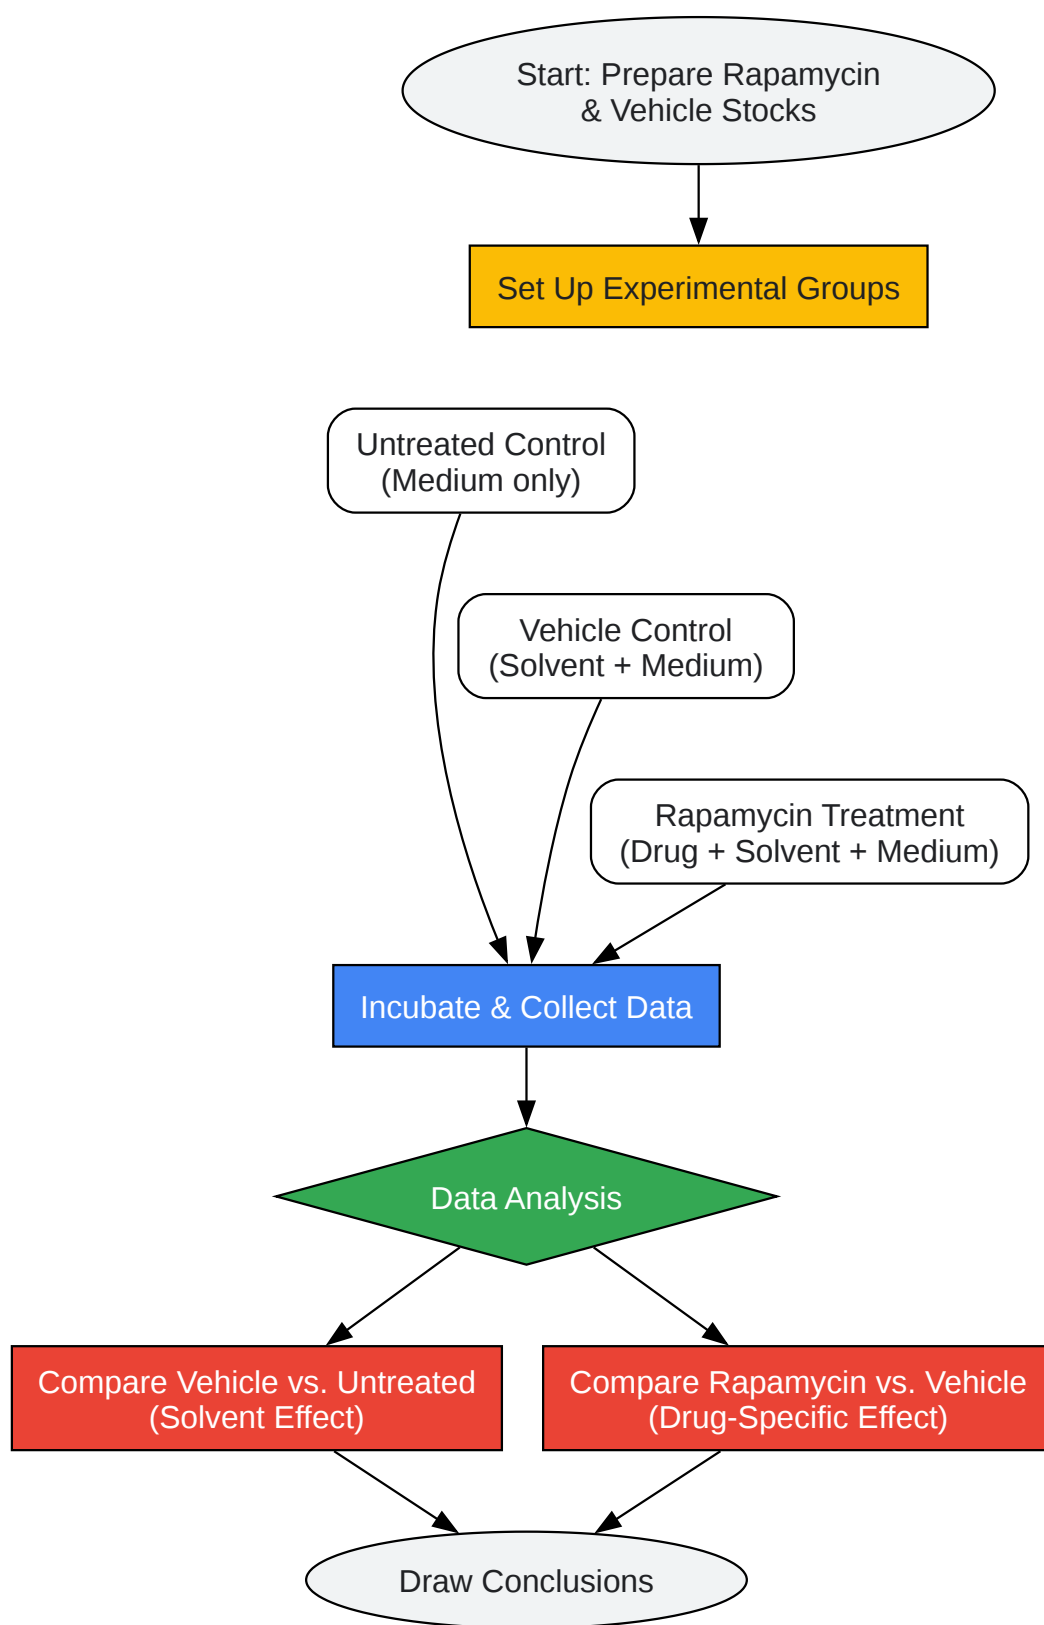 Start: Prepare Rapamycin
& Vehicle Stocks
Set Up Experimental Groups
Untreated Control
(Medium only)
Vehicle Control
(Solvent + Medium)
Rapamycin Treatment
(Drug + Solvent + Medium)
Incubate & Collect Data
Data Analysis
Compare Vehicle vs. Untreated
(Solvent Effect)
Compare Rapamycin vs. Vehicle
(Drug-Specific Effect)
Draw Conclusions